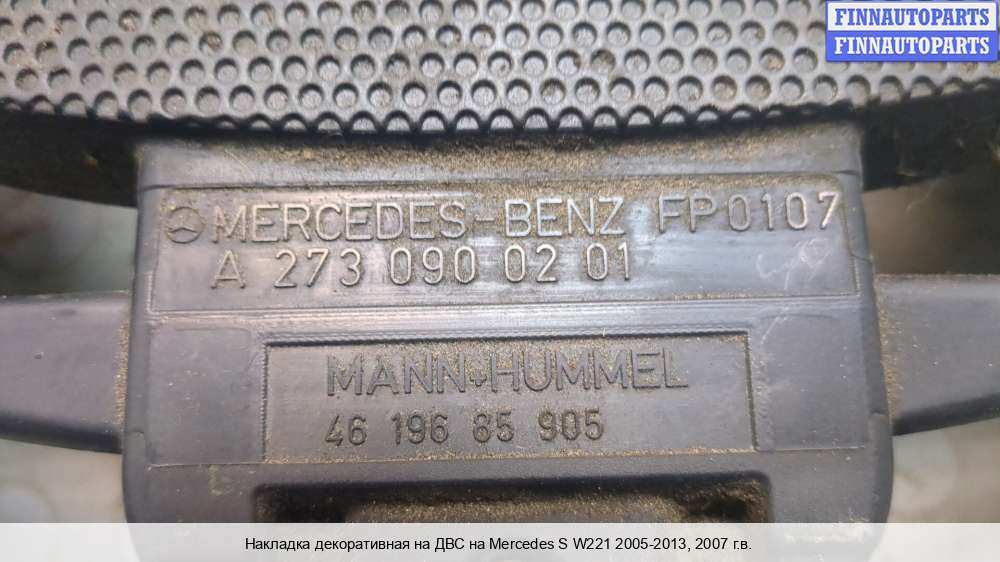 FINNAUTOPARTS
FINNAUTOPARTS
MERCEDES-BENZ FP0107
A 273 090 02 01
MANN+HUMMEL
46 196 85 905
Накладка декоративная на ДВС на Mercedes S W221 2005-2013, 2007 г.в.